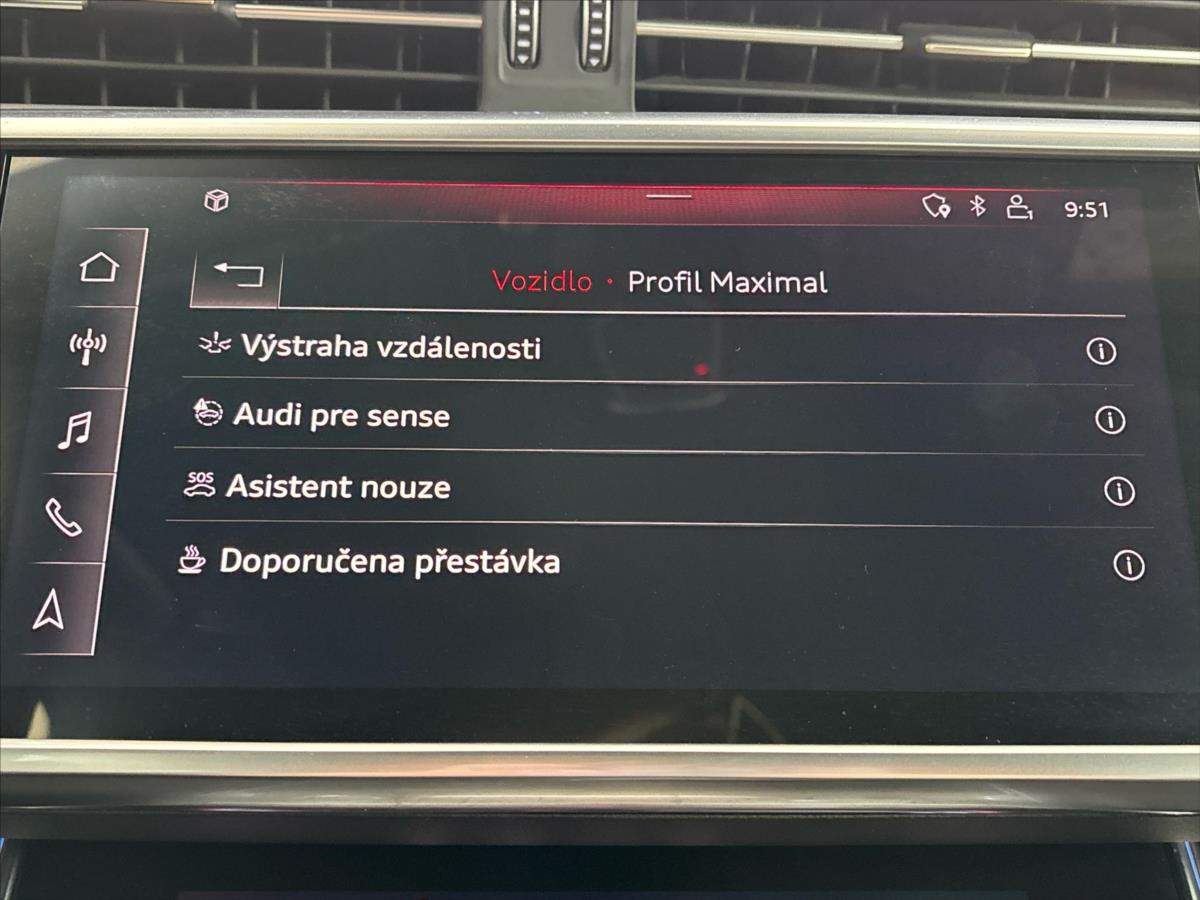 9:51
Vozidlo • Profil Maximal
Výstraha vzdálenosti
Audi pre sense
SOS
Asistent nouze
Doporučena přestávka